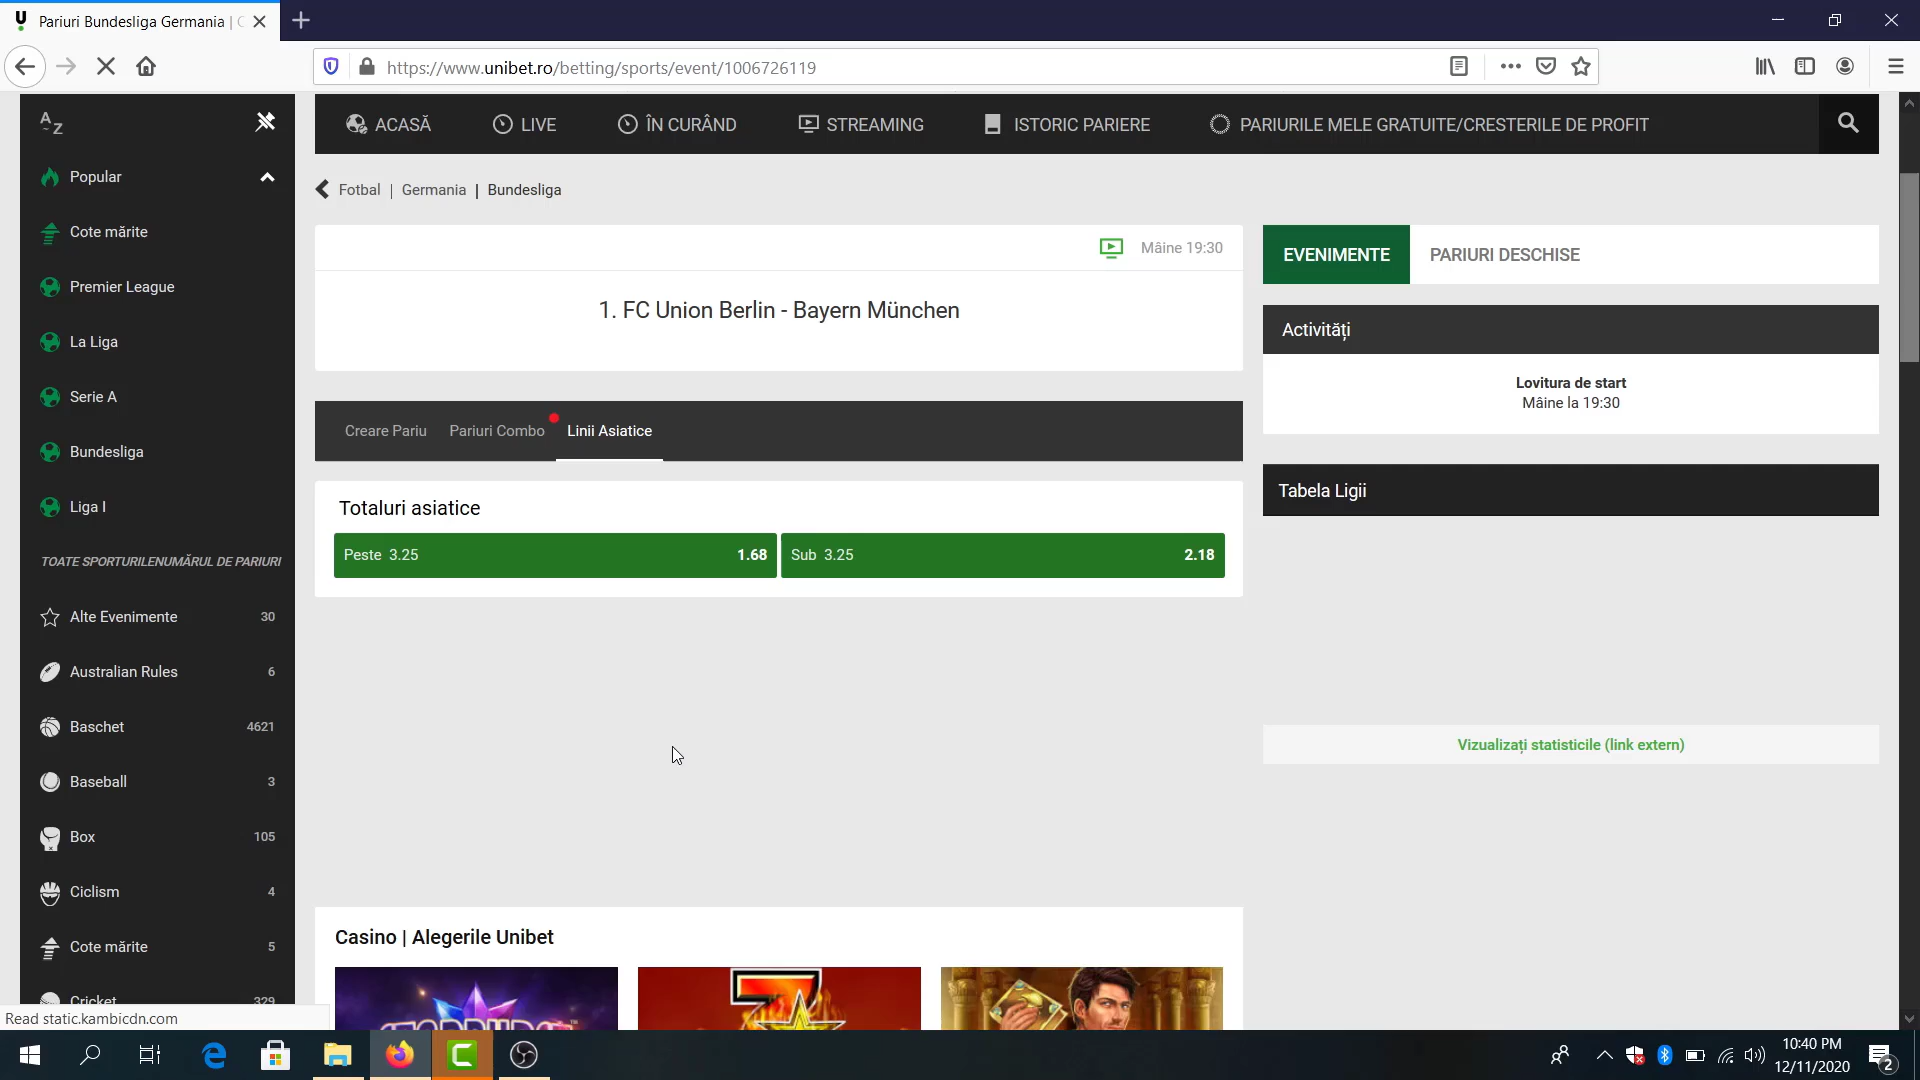 Pariuri Bundesliga Germania |
https://www.unibet.ro/betting/sports/event/1006726119
A
Z
ACASĂ
LIVE
ÎN CURÂND
STREAMING
ISTORIC PARIERE
PARIURILE MELE GRATUITE/CRESTERILE DE PROFIT
Popular
Cote mărite
Premier League
La Liga
Serie A
Bundesliga
Liga I
TOATE SPORTURILENUMĂRUL DE PARIURI
Alte Evenimente 30
Australian Rules 6
Baschet 4621
Baseball 3
Box 105
Ciclism 4
Cote mărite 5
Cricket 329
Fotbal | Germania | Bundesliga
Mâine 19:30
1. FC Union Berlin - Bayern München
Creare Pariu Pariuri Combo Linii Asiatice
Totaluri asiatice
Peste 3.25 1.68 Sub 3.25 2.18
Casino | Alegerile Unibet
EVENIMENTE PARIURI DESCHISE
Activități
Lovitura de start
Mâine la 19:30
Tabela Ligii
Vizualizați statisticile (link extern)
Read static.kambicdn.com
10:40 PM
12/11/2020
2